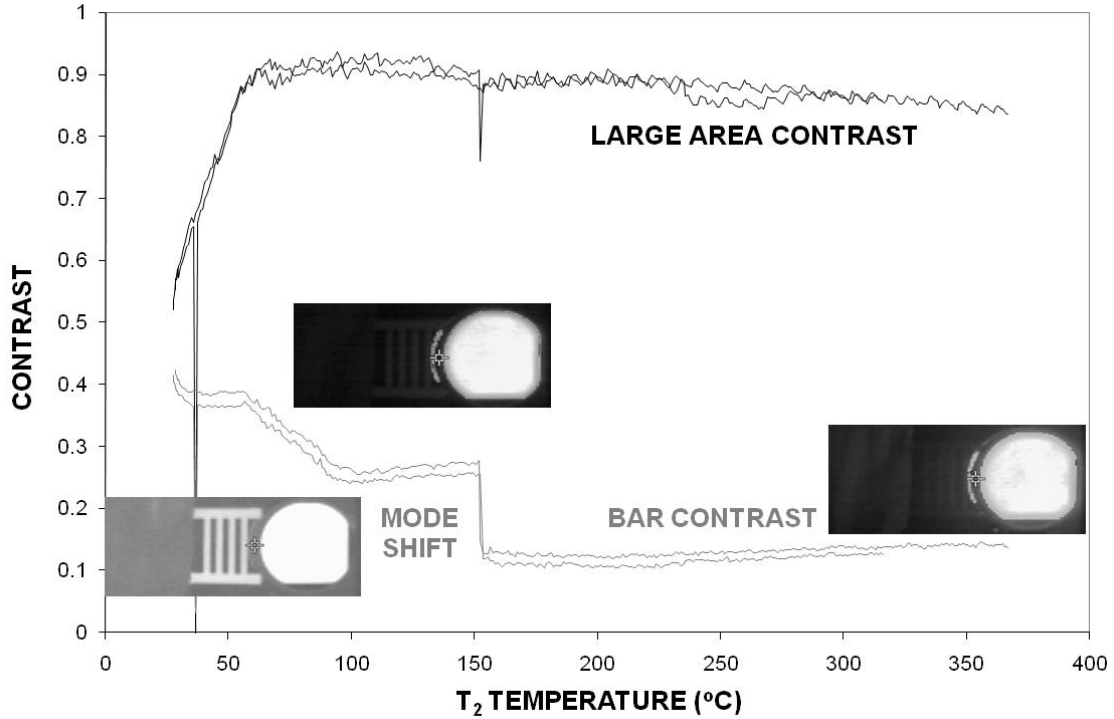 1
0.9
0.8
0.7
0.6
0.5
0.4
0.3
0.2
0.1
0
CONTRAST
LARGE AREA CONTRAST
MODE
SHIFT
BAR CONTRAST
0 50 100 150 200 250 300 350 400
T₂ TEMPERATURE (ºC)